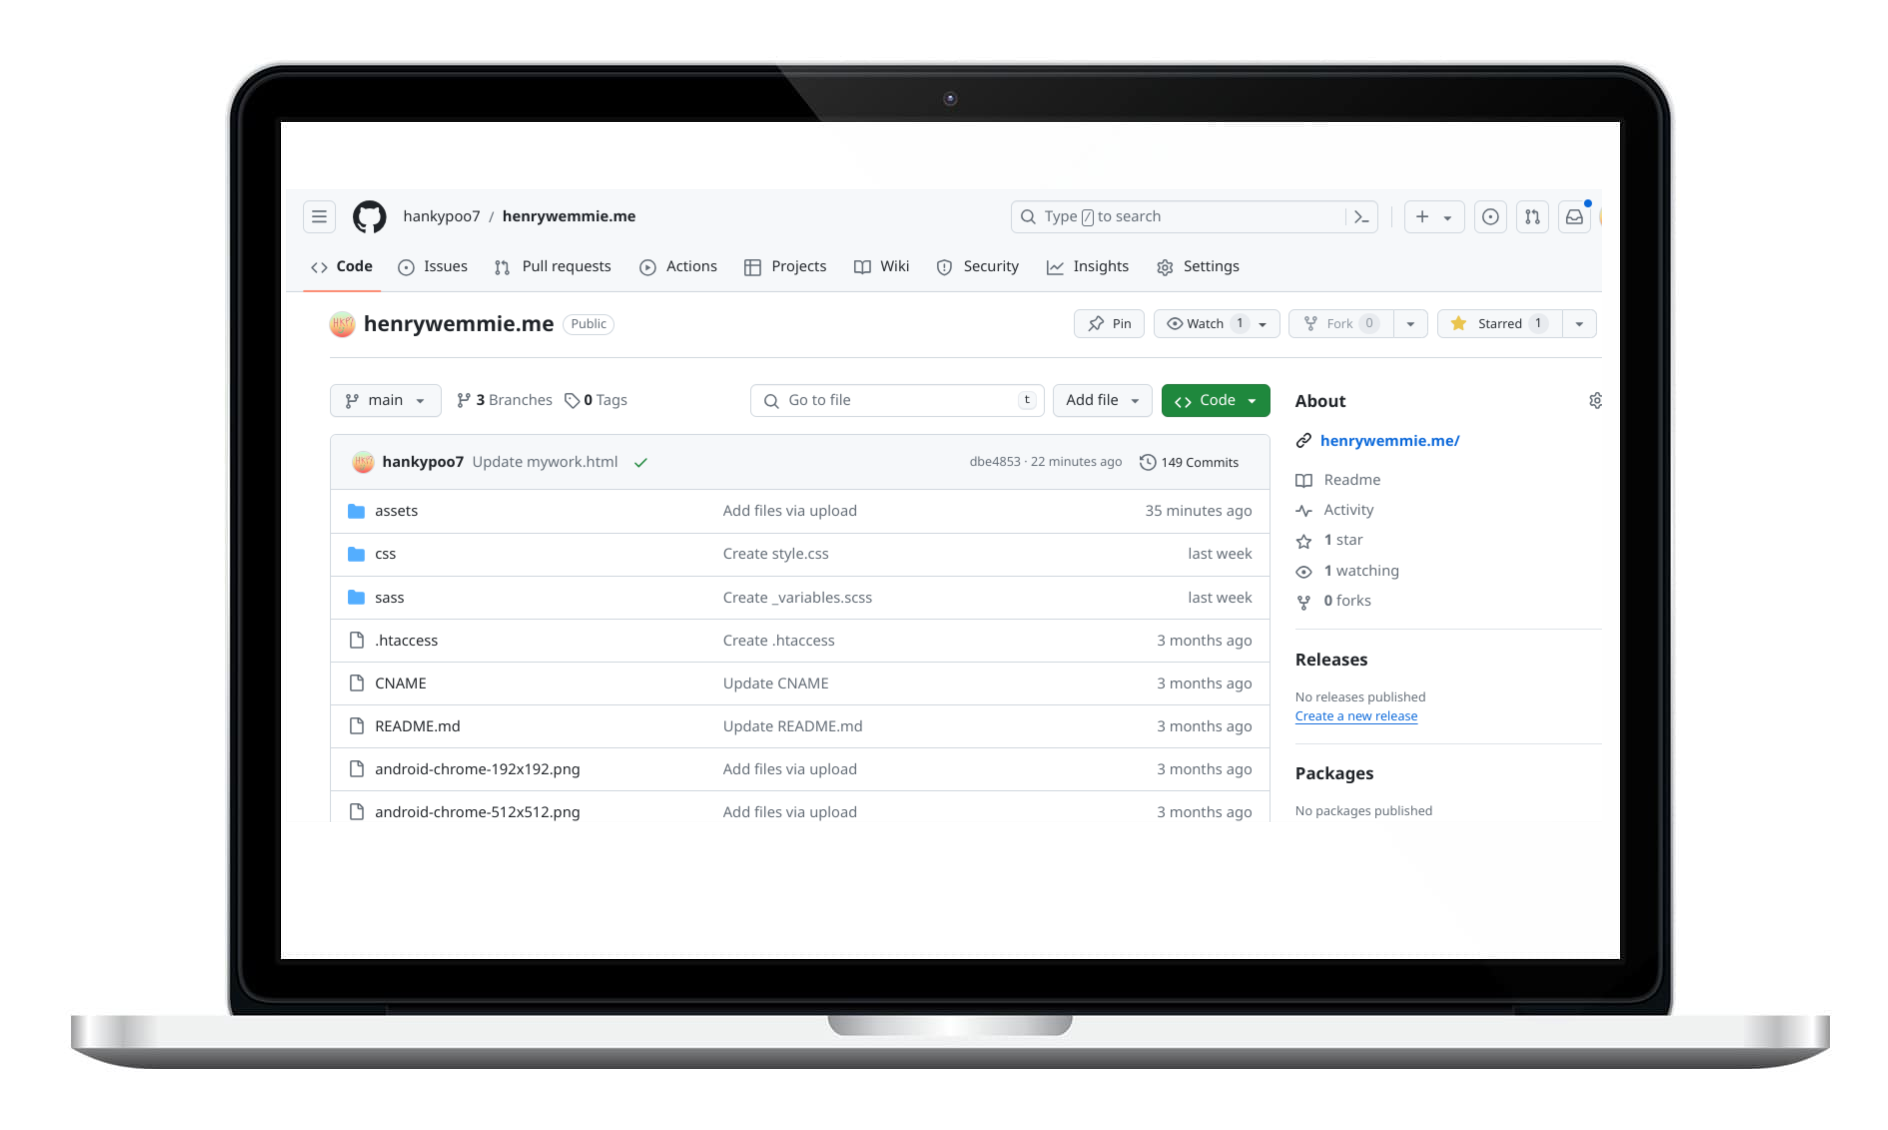 hankypoo7 / henrywemmie.me Type / to search
Code Issues Pull requests Actions Projects Wiki Security Insights Settings
HKP7 henrywemmie.me Public Pin Watch 1 Fork 0 Starred 1
main 3 Branches 0 Tags Go to file t Add file Code
HKP7 hankypoo7 Update mywork.html dbe4853 · 22 minutes ago 149 Commits
assets Add files via upload 35 minutes ago
css Create style.css last week
sass Create _variables.scss last week
.htaccess Create .htaccess 3 months ago
CNAME Update CNAME 3 months ago
README.md Update README.md 3 months ago
android-chrome-192x192.png Add files via upload 3 months ago
android-chrome-512x512.png Add files via upload 3 months ago
About
henrywemmie.me/
Readme
Activity
1 star
1 watching
0 forks
Releases
No releases published
Create a new release
Packages
No packages published